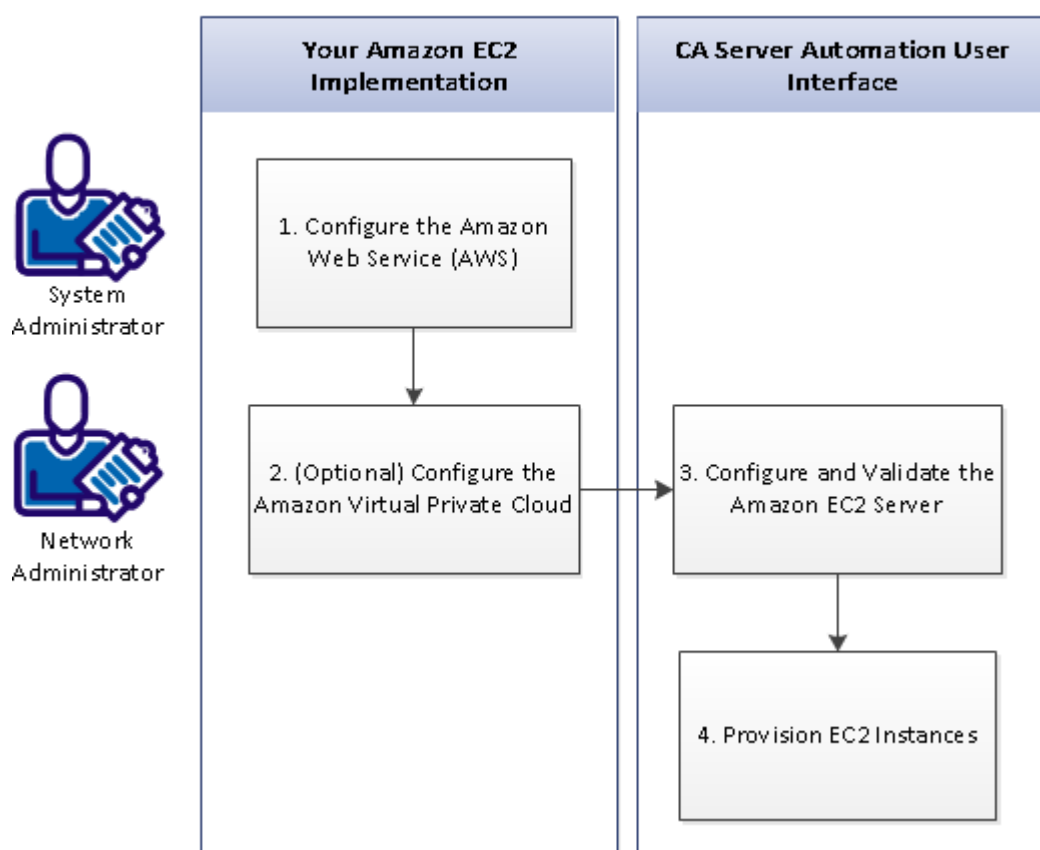 Your Amazon EC2
Implementation
CA Server Automation User
Interface
System
Administrator
1. Configure the Amazon
Web Service (AWS)
Network
Administrator
2. (Optional) Configure the
Amazon Virtual Private Cloud
3. Configure and Validate the
Amazon EC2 Server
4. Provision EC2 Instances